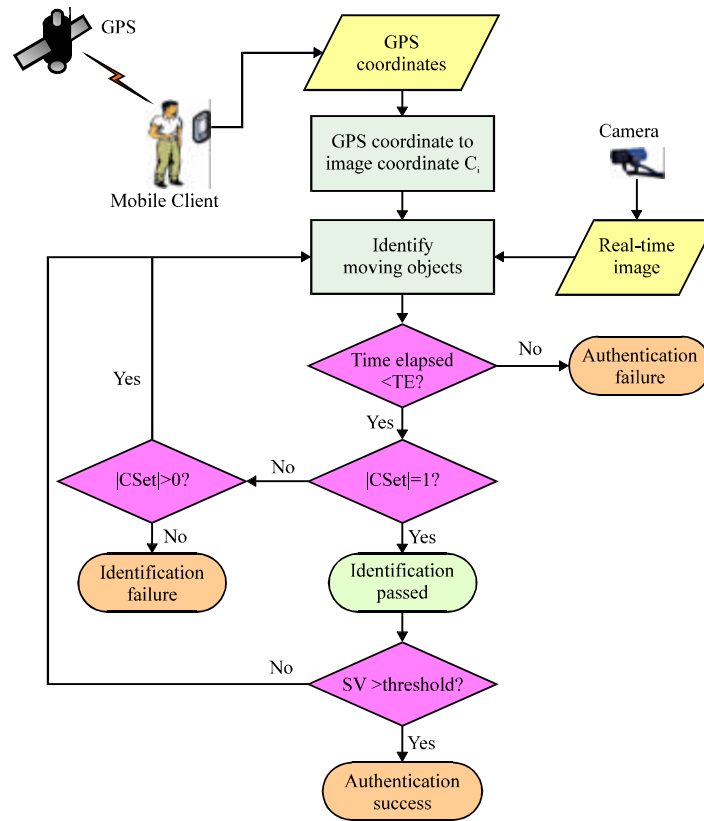 GPS
GPS
coordinates
Mobile Client
GPS coordinate to
image coordinate Cᵢ
Camera
Identify
moving objects
Real-time
image
Time elapsed
<TE?
No
Authentication
failure
Yes
Yes
|CSet|>0?
No
|CSet|=1?
No
Yes
Identification
failure
Identification
passed
No
SV >threshold?
Yes
Authentication
success